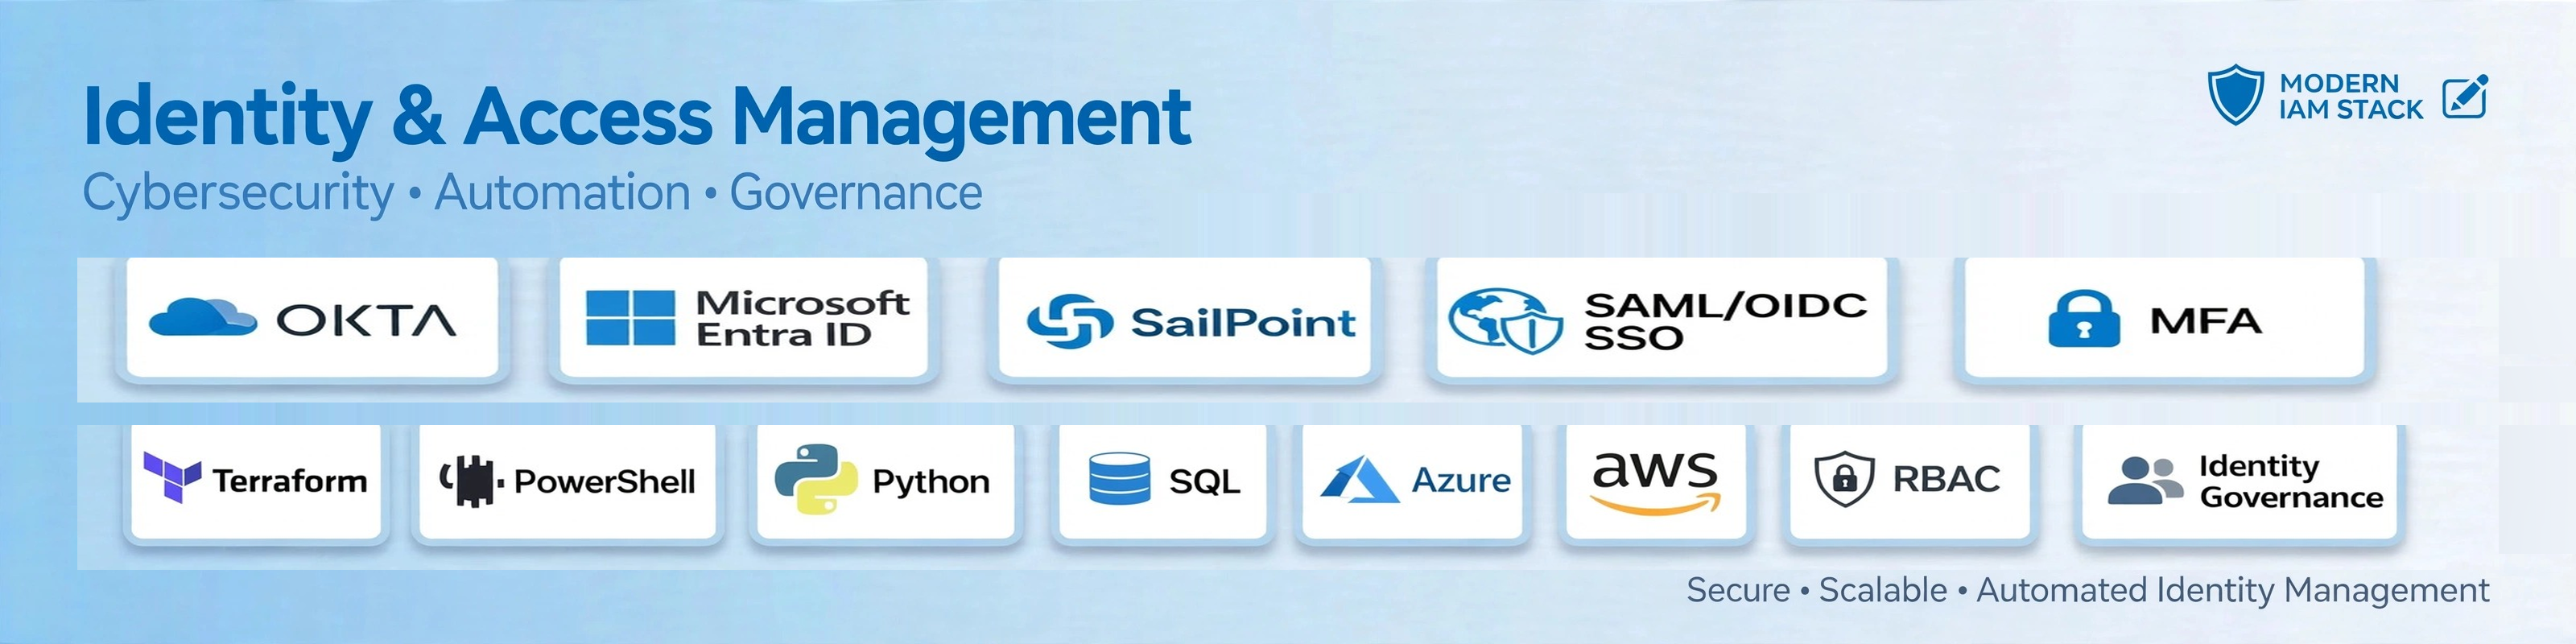 Identity & Access Management
Cybersecurity • Automation • Governance
MODERN
IAM STACK
OKTA
Microsoft
Entra ID
SailPoint
SAML/OIDC
SSO
MFA
Terraform
PowerShell
Python
SQL
Azure
aws
RBAC
Identity
Governance
Secure • Scalable • Automated Identity Management